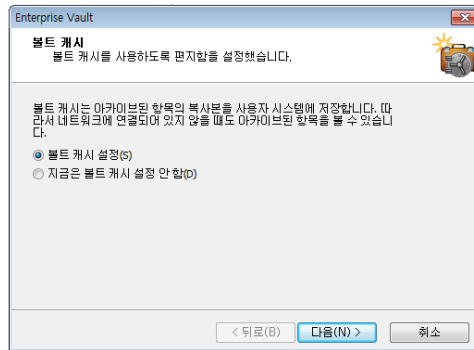 Enterprise Vault
볼트 캐시
볼트 캐시를 사용하도록 편지함을 설정했습니다.
볼트 캐시는 아카이브된 항목의 복사본을 사용자 시스템에 저장합니다. 따
라서 네트워크에 연결되어 있지 않을 때도 아카이브된 항목을 볼 수 있습니
다.
볼트 캐시 설정(S)
지금은 볼트 캐시 설정 안 함(D)
< 뒤로(B) 다음(N) > 취소